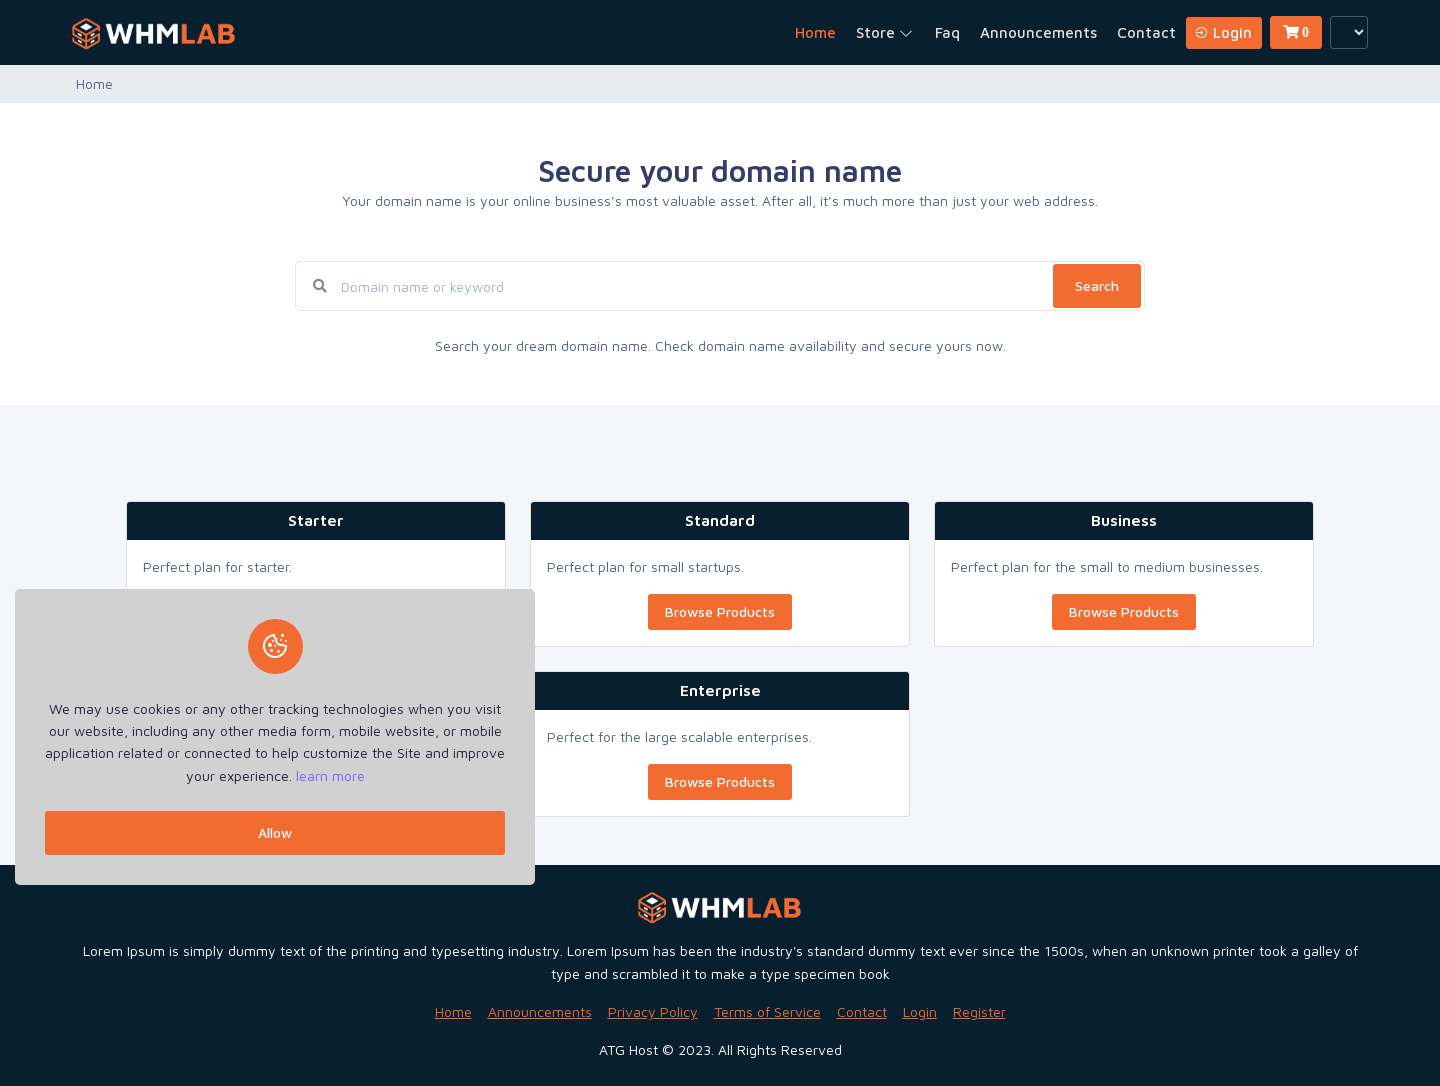 WHMLAB
Home Store Faq Announcements Contact Login 0
Home
Secure your domain name
Your domain name is your online business’s most valuable asset. After all, it’s much more than just your web address.
Domain name or keyword Search
Search your dream domain name. Check domain name availability and secure yours now.
Starter
Perfect plan for starter.
Standard
Perfect plan for small startups.
Browse Products
Business
Perfect plan for the small to medium businesses.
Browse Products
Enterprise
Perfect for the large scalable enterprises.
Browse Products
We may use cookies or any other tracking technologies when you visit
our website, including any other media form, mobile website, or mobile
application related or connected to help customize the Site and improve
your experience. learn more
Allow
WHMLAB
Lorem Ipsum is simply dummy text of the printing and typesetting industry. Lorem Ipsum has been the industry's standard dummy text ever since the 1500s, when an unknown printer took a galley of
type and scrambled it to make a type specimen book
Home Announcements Privacy Policy Terms of Service Contact Login Register
ATG Host © 2023. All Rights Reserved